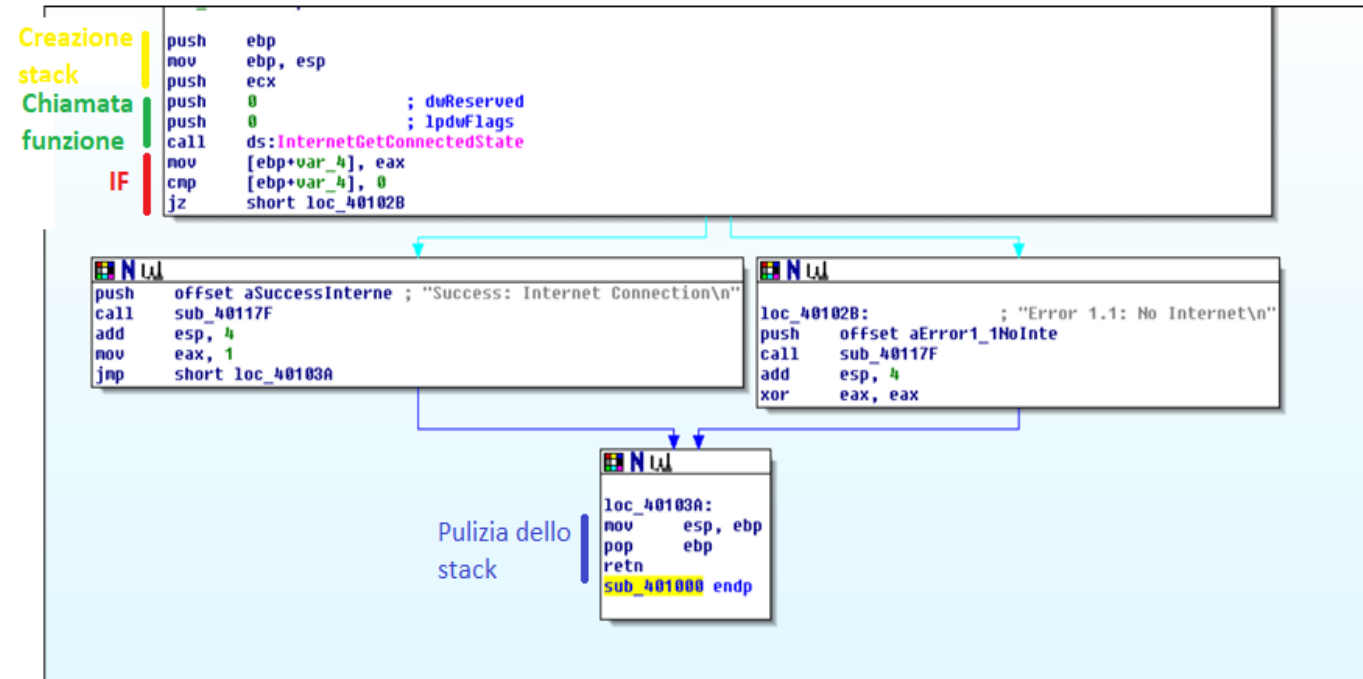 Creazione
stack
Chiamata
funzione
IF
push ebp
mov ebp, esp
push ecx
push 0 ; dwReserved
push 0 ; lpdwFlags
call ds:InternetGetConnectedState
mov [ebp+var_4], eax
cmp [ebp+var_4], 0
jz short loc_40102B
push offset aSuccessInterne ; "Success: Internet Connection\n"
call sub_40117F
add esp, 4
mov eax, 1
jmp short loc_40103A
loc_40102B: ; "Error 1.1: No Internet\n"
push offset aError1_1NoInte
call sub_40117F
add esp, 4
xor eax, eax
Pulizia dello
stack
loc_40103A:
mov esp, ebp
pop ebp
retn
sub_401000 endp